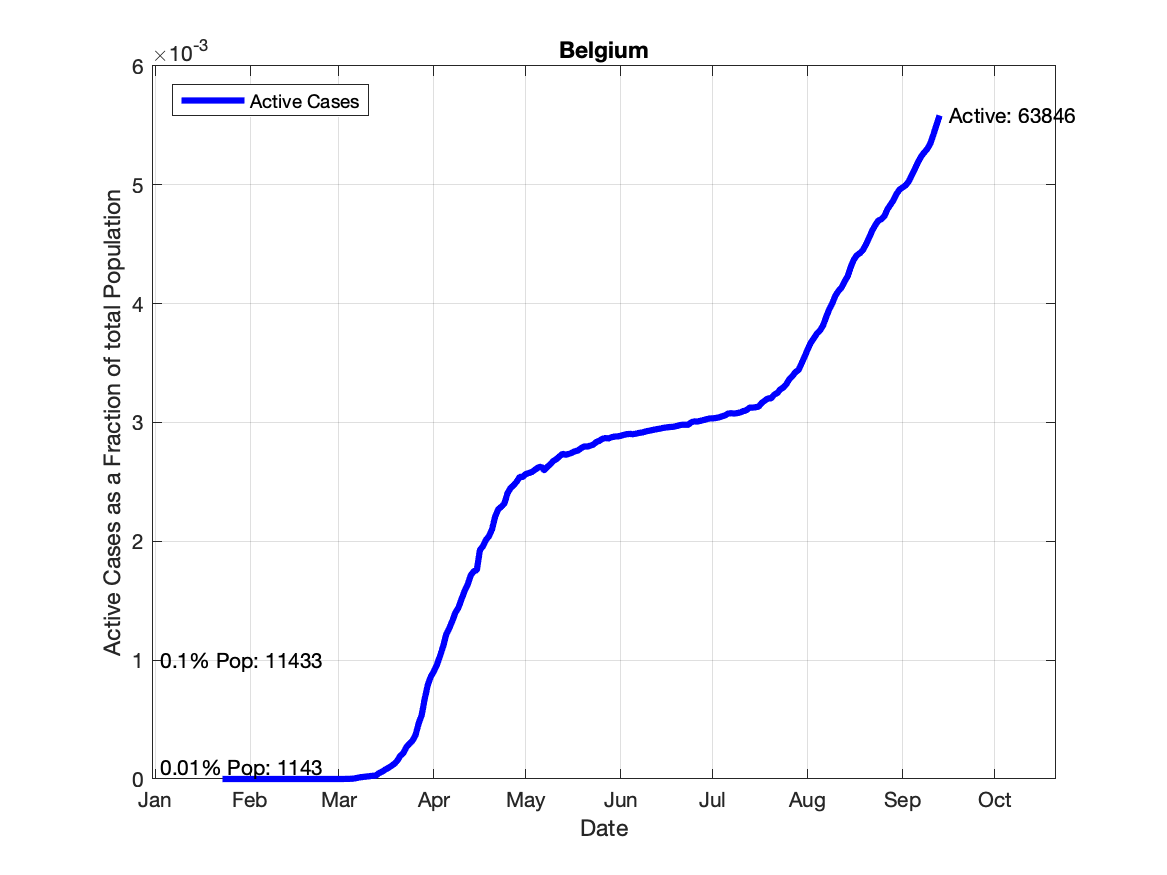 Belgium
×10-3
6
5
4
3
2
1
0
Active Cases as a Fraction of total Population
Active Cases
Active: 63846
0.1% Pop: 11433
0.01% Pop: 1143
Jan Feb Mar Apr May Jun Jul Aug Sep Oct
Date